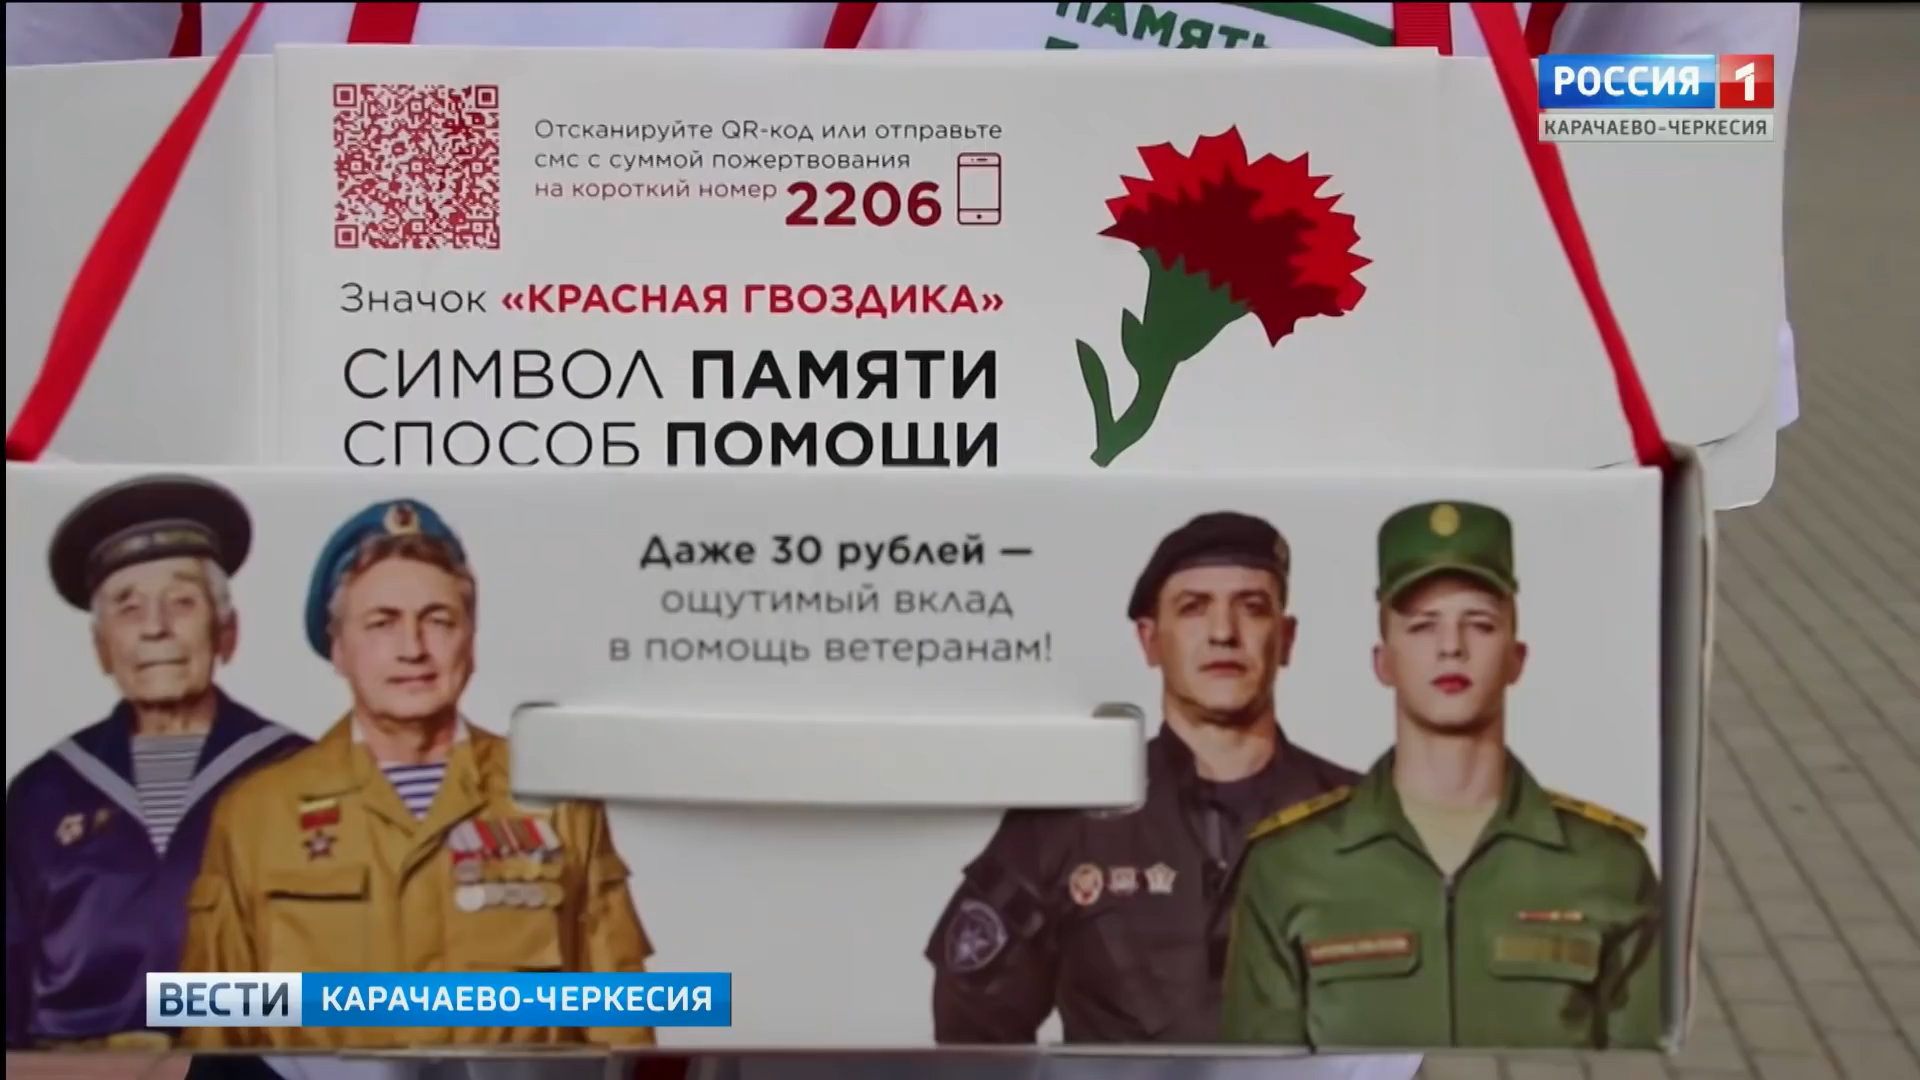 ПАМЯТЬ
РОССИЯ 1
КАРАЧАЕВО-ЧЕРКЕСИЯ
Отсканируйте QR-код или отправьте
смс с суммой пожертвования
на короткий номер 2206
Значок «КРАСНАЯ ГВОЗДИКА»
СИМВОЛ ПАМЯТИ
СПОСОБ ПОМОЩИ
Даже 30 рублей —
ощутимый вклад
в помощь ветеранам!
ВЕСТИ КАРАЧАЕВО-ЧЕРКЕСИЯ